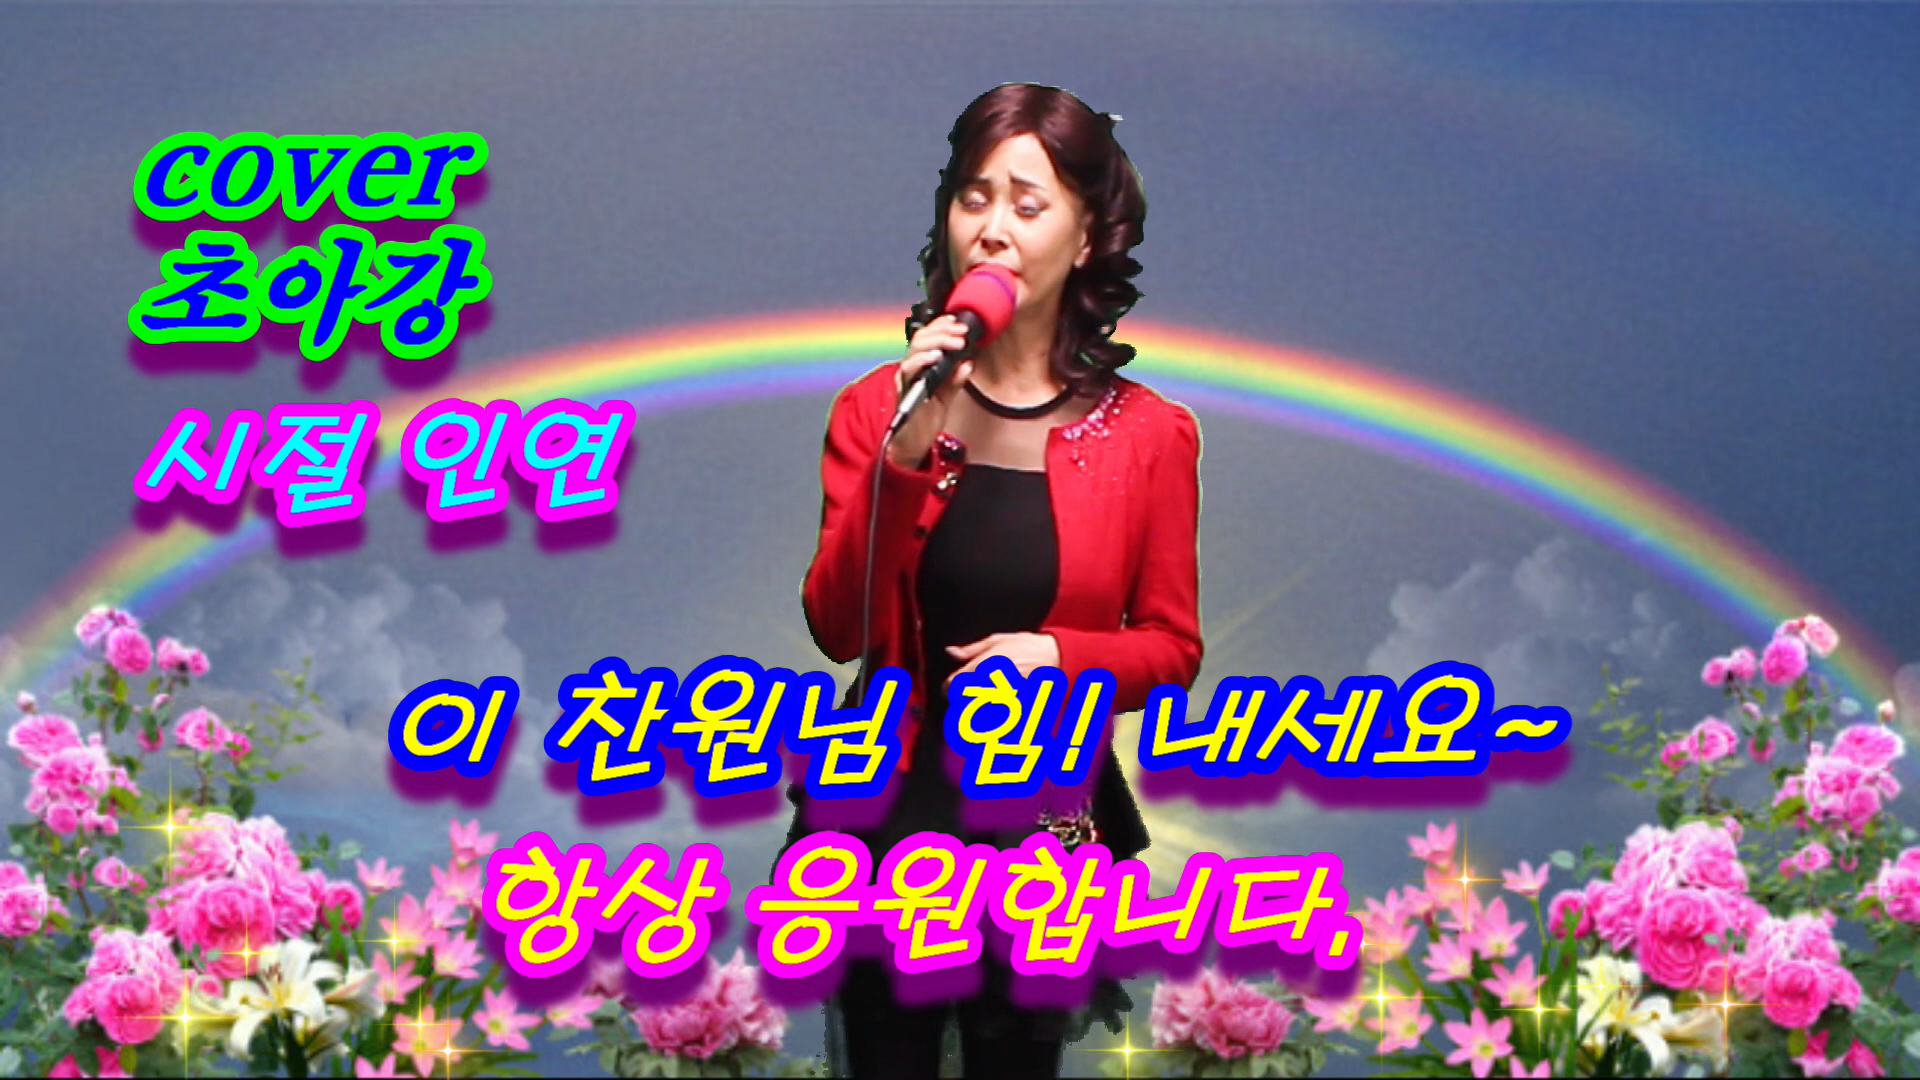 cover
초아강
시절 인연
이 찬원님 힘! 내세요~
항상 응원합니다,